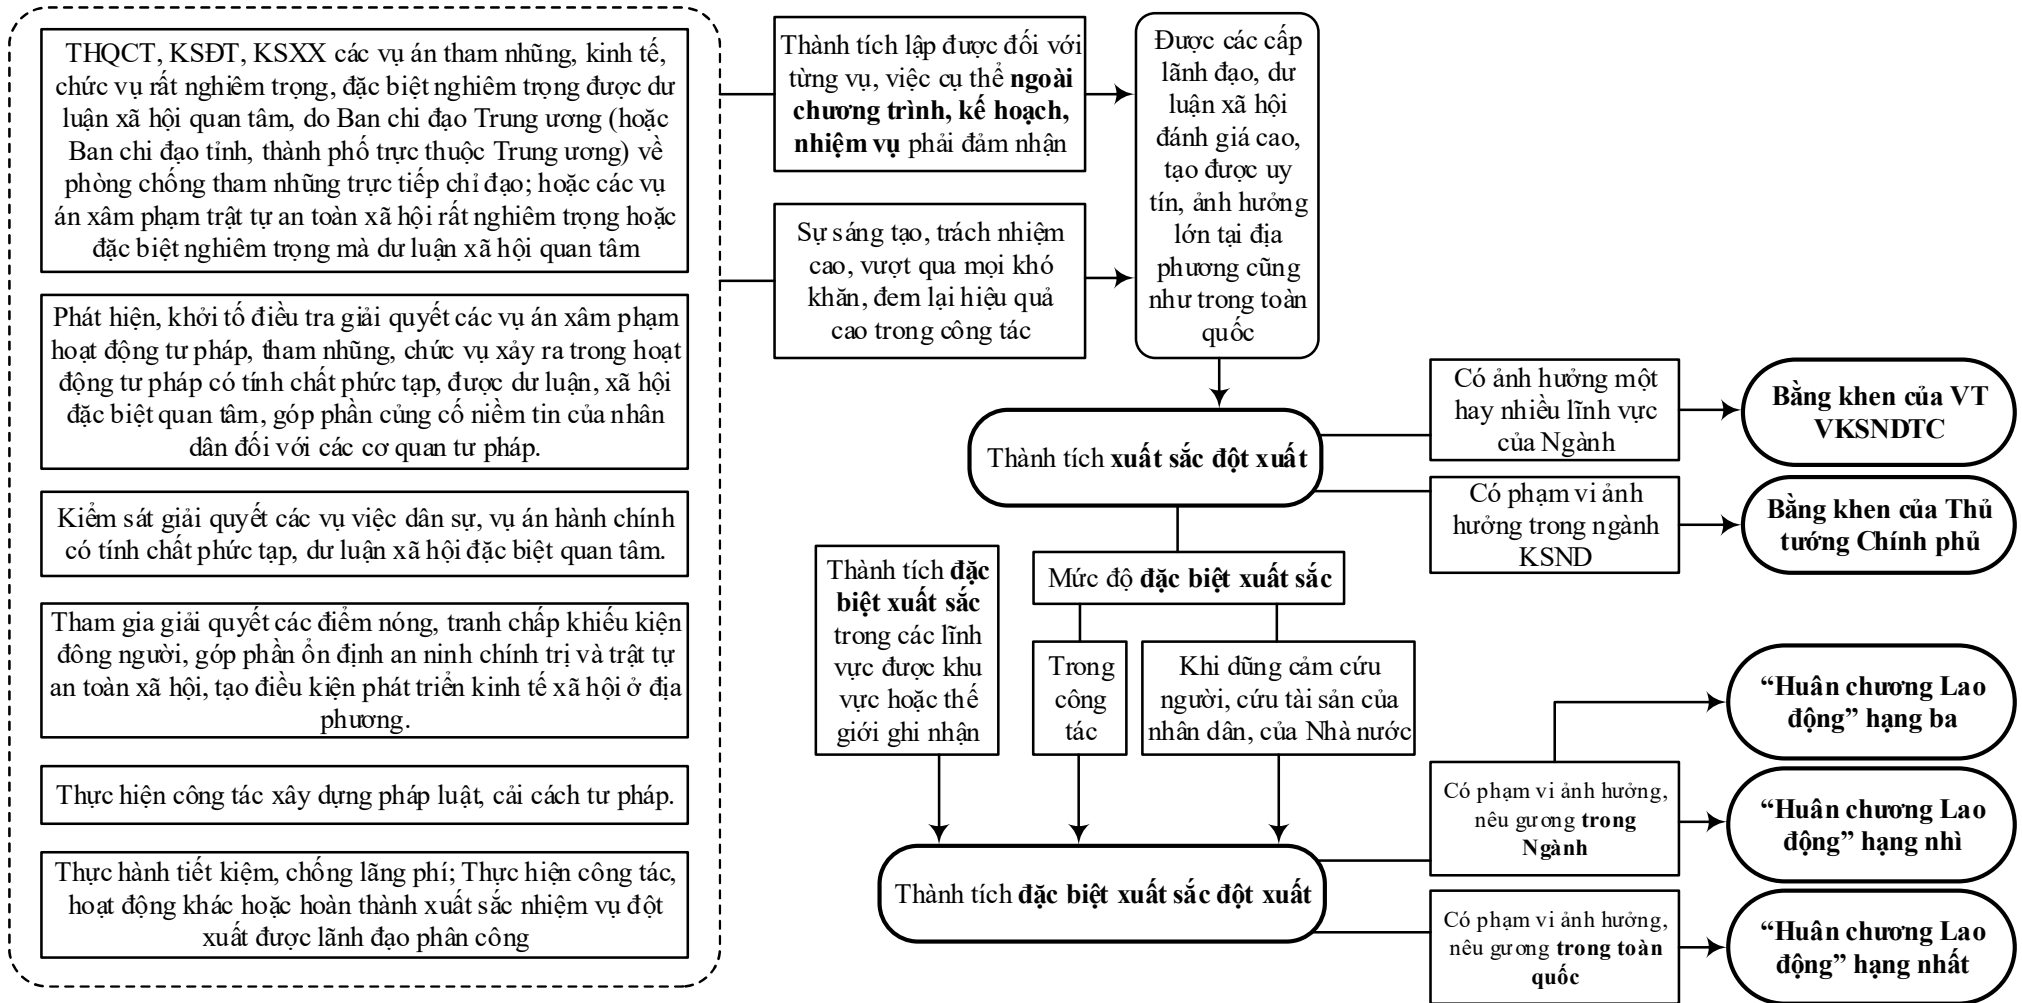 THQCT, KSĐT, KSXX các vụ án tham nhũng, kinh tế,
chức vụ rất nghiêm trọng, đặc biệt nghiêm trọng được dư
luận xã hội quan tâm, do Ban chỉ đạo Trung ương (hoặc
Ban chỉ đạo tỉnh, thành phố trực thuộc Trung ương) về
phòng chống tham nhũng trực tiếp chỉ đạo; hoặc các vụ
án xâm phạm trật tự an toàn xã hội rất nghiêm trọng hoặc
đặc biệt nghiêm trọng mà dư luận xã hội quan tâm
Phát hiện, khởi tố điều tra giải quyết các vụ án xâm phạm
hoạt động tư pháp, tham nhũng, chức vụ xảy ra trong hoạt
động tư pháp có tính chất phức tạp, được dư luận, xã hội
đặc biệt quan tâm, góp phần củng cố niềm tin của nhân
dân đối với các cơ quan tư pháp.
Kiểm sát giải quyết các vụ việc dân sự, vụ án hành chính
có tính chất phức tạp, dư luận xã hội đặc biệt quan tâm.
Tham gia giải quyết các điểm nóng, tranh chấp khiếu kiện
đông người, góp phần ổn định an ninh chính trị và trật tự
an toàn xã hội, tạo điều kiện phát triển kinh tế xã hội ở địa
phương.
Thực hiện công tác xây dựng pháp luật, cải cách tư pháp.
Thực hành tiết kiệm, chống lãng phí; Thực hiện công tác,
hoạt động khác hoặc hoàn thành xuất sắc nhiệm vụ đột
xuất được lãnh đạo phân công
Thành tích lập được đối với
từng vụ, việc cụ thể ngoài
chương trình, kế hoạch,
nhiệm vụ phải đảm nhận
Sự sáng tạo, trách nhiệm
cao, vượt qua mọi khó
khăn, đem lại hiệu quả
cao trong công tác
Được các cấp
lãnh đạo, dư
luận xã hội
đánh giá cao,
tạo được uy
tín, ảnh hưởng
lớn tại địa
phương cũng
như trong toàn
quốc
Thành tích xuất sắc đột xuất
Có ảnh hưởng một
hay nhiều lĩnh vực
của Ngành
Bằng khen của VT
VKSNDTC
Có phạm vi ảnh
hưởng trong ngành
KSND
Bằng khen của Thủ
tướng Chính phủ
Thành tích đặc
biệt xuất sắc
trong các lĩnh
vực được khu
vực hoặc thế
giới ghi nhận
Mức độ đặc biệt xuất sắc
Trong
công
tác
Khi dũng cảm cứu
người, cứu tài sản của
nhân dân, của Nhà nước
Thành tích đặc biệt xuất sắc đột xuất
Có phạm vi ảnh hưởng,
nêu gương trong
Ngành
“Huân chương Lao
động” hạng ba
“Huân chương Lao
động” hạng nhì
Có phạm vi ảnh hưởng,
nêu gương trong toàn
quốc
“Huân chương Lao
động” hạng nhất